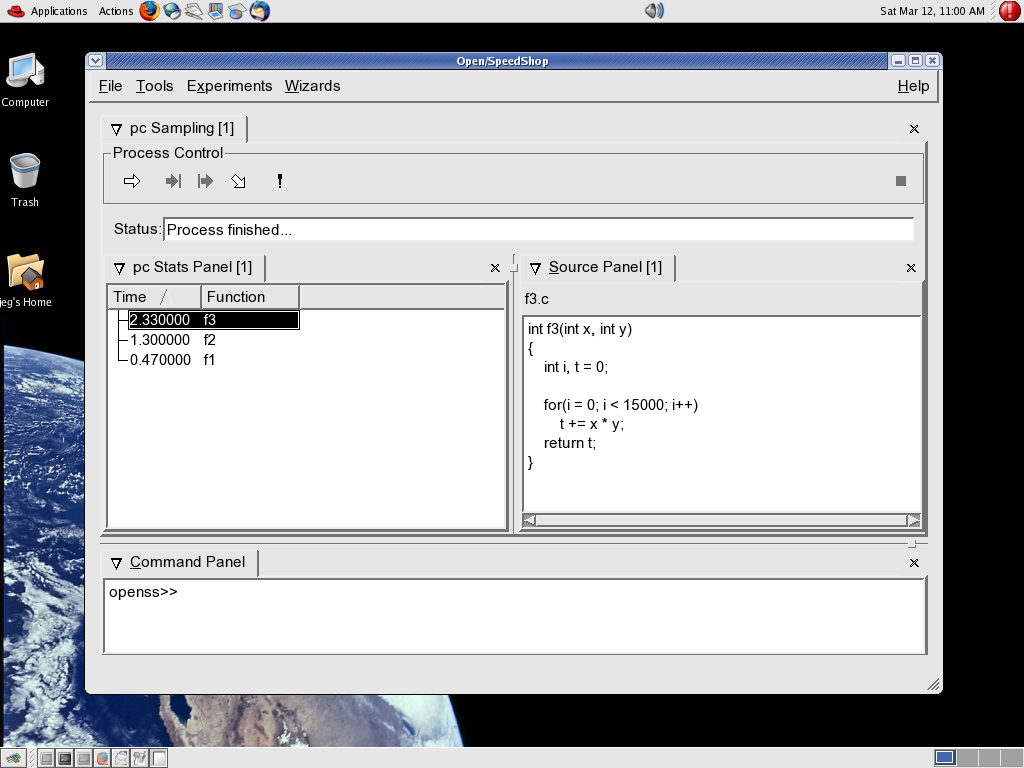 Applications Actions Sat Mar 12, 11:00 AM
Open/SpeedShop
File Tools Experiments Wizards Help
Computer
Trash
jeg's Home
pc Sampling [1]
Process Control
Status: Process finished...
pc Stats Panel [1]
Time Function
2.330000 f3
1.300000 f2
0.470000 f1
Source Panel [1]
f3.c
int f3(int x, int y)
{
int i, t = 0;
for(i = 0; i < 15000; i++)
t += x * y;
return t;
}
Command Panel
openss>>